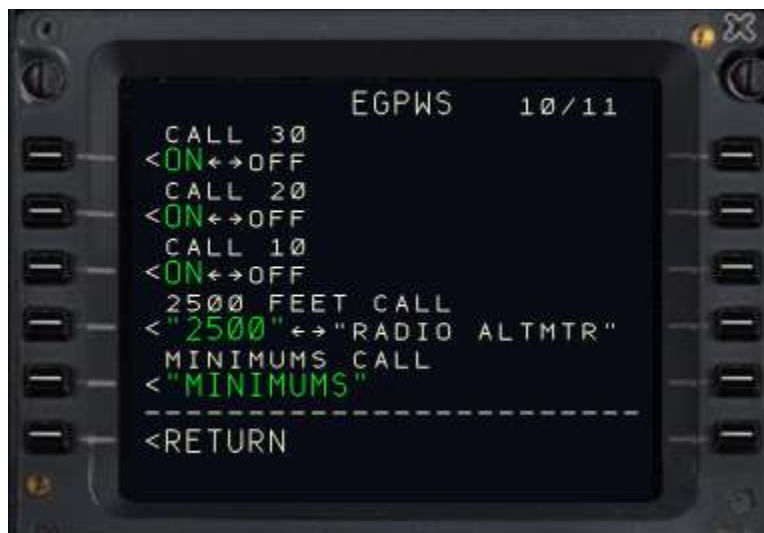 EGPWS 10/11
CALL 30
<ON←→OFF
CALL 20
<ON←→OFF
CALL 10
<ON←→OFF
2500 FEET CALL
<"2500"←→"RADIO ALTMTR"
MINIMUMS CALL
<"MINIMUMS"
--------------------------
<RETURN